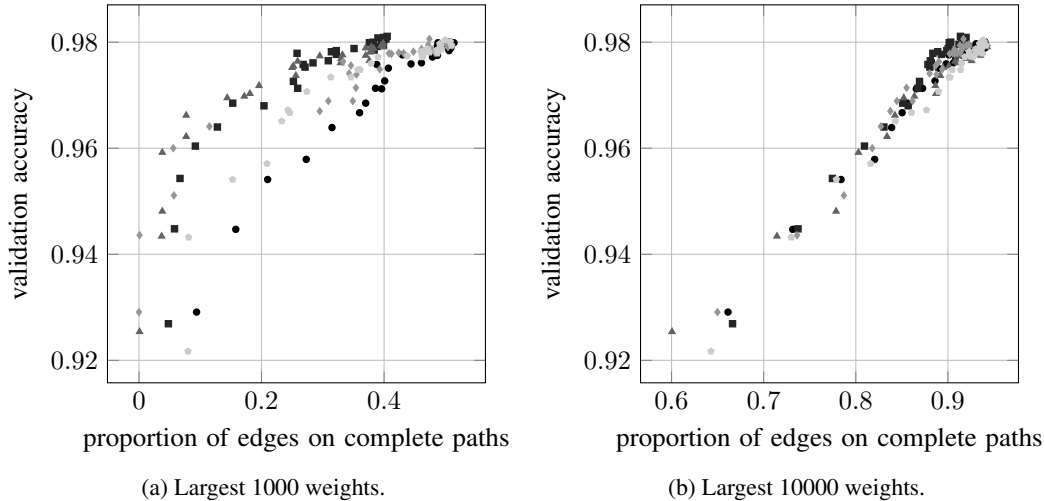 0.98
0.96
0.94
0.92
validation accuracy
0
0.2
0.4
proportion of edges on complete paths
(a) Largest 1000 weights.
0.98
0.96
0.94
0.92
validation accuracy
0.6
0.7
0.8
0.9
proportion of edges on complete paths
(b) Largest 10000 weights.